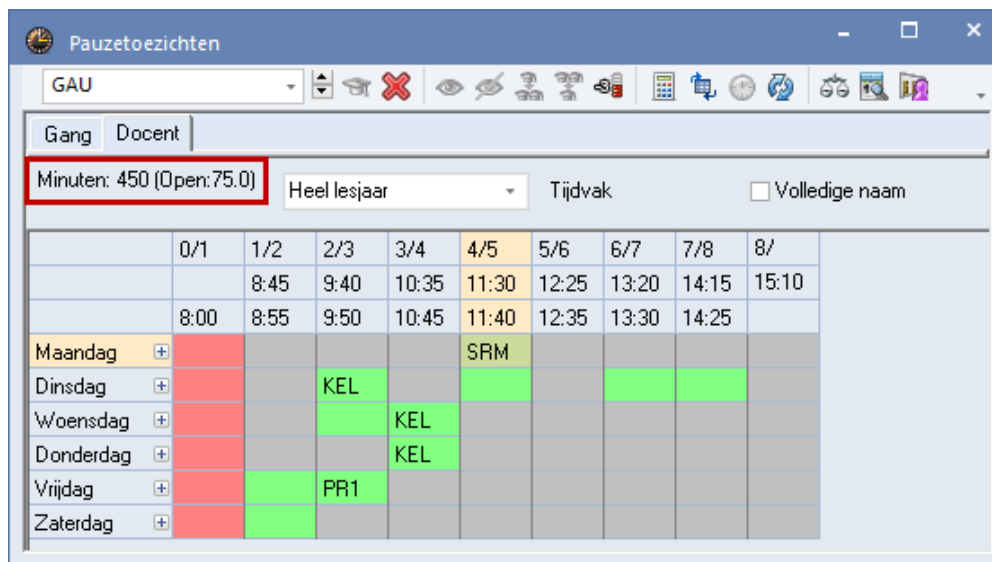 Pauzetoezichten
GAU
Gang Docent
Minuten: 450 (Open:75.0) Heel lesjaar Tijdvak Volledige naam
0/1 1/2 2/3 3/4 4/5 5/6 6/7 7/8 8/
8:45 9:40 10:35 11:30 12:25 13:20 14:15 15:10
8:00 8:55 9:50 10:45 11:40 12:35 13:30 14:25
Maandag SRM
Dinsdag KEL
Woensdag KEL
Donderdag KEL
Vrijdag PR1
Zaterdag